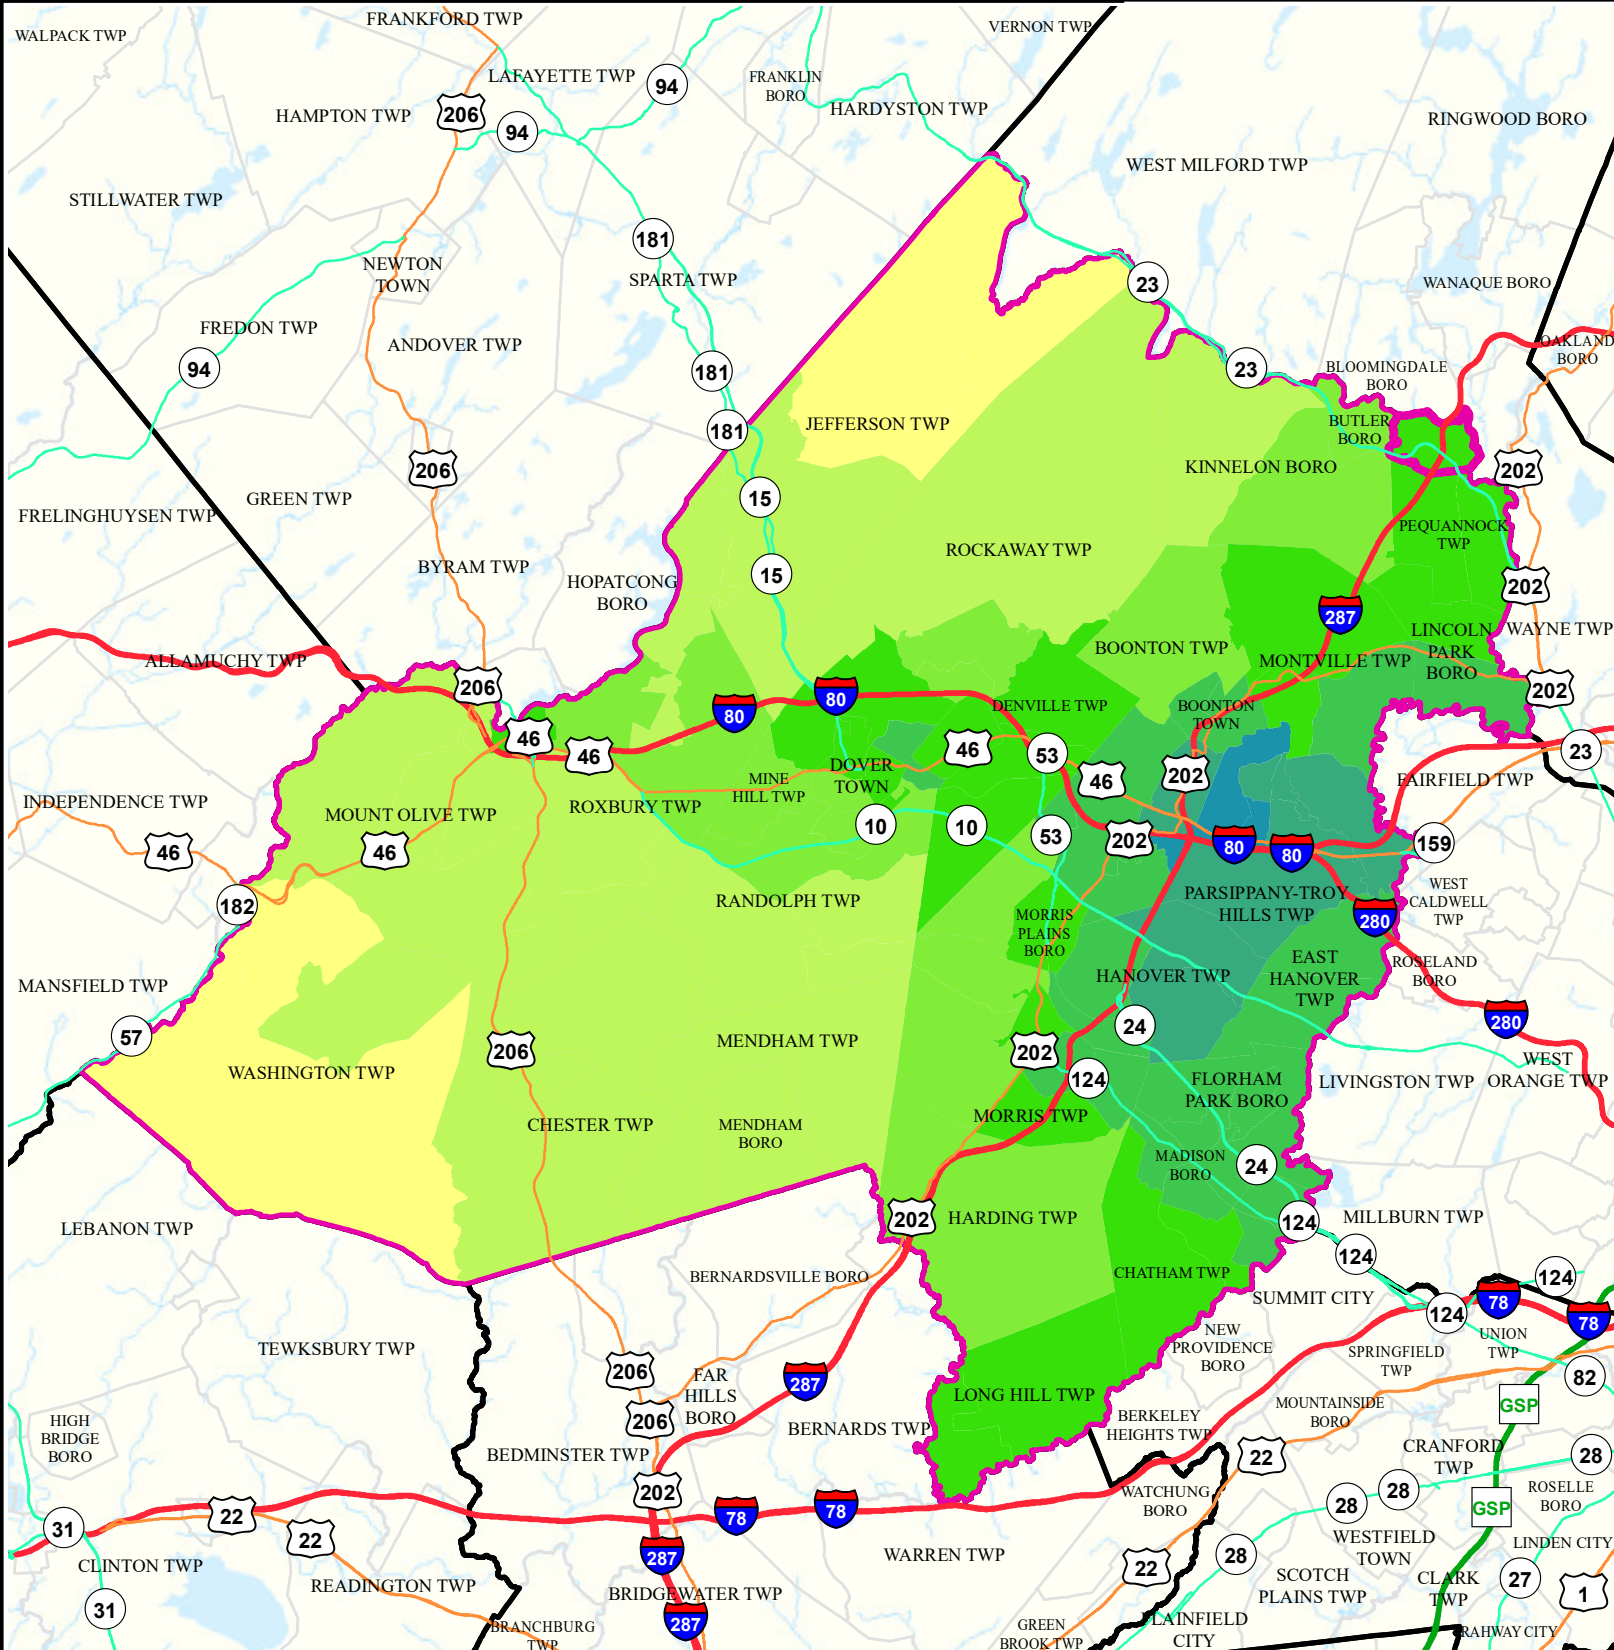 FRANKFORD TWP
WALPACK TWP
VERNON TWP
LAFAYETTE TWP
FRANKLIN
BORO
HARDYSTON TWP
94
206
94
HAMPTON TWP
RINGWOOD BORO
WEST MILFORD TWP
STILLWATER TWP
181
NEWTON
TOWN
SPARTA TWP
23
WANAQUE BORO
FREDON TWP
ANDOVER TWP
94
181
23
BLOOMINGDALE
BORO
OAKLAND
BORO
181
JEFFERSON TWP
BUTLER
BORO
206
KINNELON BORO
202
GREEN TWP
15
FRELINGHUYSEN TWP
PEQUANNOCK
TWP
ROCKAWAY TWP
BYRAM TWP
HOPATCONG
BORO
15
202
287
LINCOLN
PARK
BORO
WAYNE TWP
ALLAMUCHY TWP
BOONTON TWP
MONTVILLE TWP
206
80
80
202
DENVILLE TWP
BOONTON
TOWN
46
46
46
53
23
DOVER
TOWN
MINE
HILL TWP
46
202
FAIRFIELD TWP
INDEPENDENCE TWP
ROXBURY TWP
MOUNT OLIVE TWP
10
10
53
202
80
80
159
46
46
PARSIPPANY-TROY
HILLS TWP
WEST
CALDWELL
TWP
182
RANDOLPH TWP
MORRIS
PLAINS
BORO
280
EAST
HANOVER
TWP
ROSELAND
BORO
MANSFIELD TWP
HANOVER TWP
57
206
MENDHAM TWP
202
24
280
WASHINGTON TWP
124
FLORHAM
PARK BORO
LIVINGSTON TWP
WEST
ORANGE TWP
CHESTER TWP
MENDHAM
BORO
MORRIS TWP
MADISON
BORO
24
LEBANON TWP
202
HARDING TWP
124
MILLBURN TWP
124
BERNARDSVILLE BORO
CHATHAM TWP
SUMMIT CITY
124
78
124
78
TEWKSBURY TWP
NEW
PROVIDENCE
BORO
SPRINGFIELD
TWP
UNION
TWP
206
FAR
HILLS
BORO
287
LONG HILL TWP
82
GSP
206
MOUNTAINSIDE
BORO
HIGH
BRIDGE
BORO
BERNARDS TWP
BERKELEY
HEIGHTS TWP
BEDMINSTER TWP
22
CRANFORD
TWP
28
202
WATCHUNG
BORO
28
28
GSP
ROSELLE
BORO
31
22
22
78
78
WESTFIELD
TOWN
LINDEN CITY
CLINTON TWP
287
WARREN TWP
22
28
SCOTCH
PLAINS TWP
CLARK
TWP
27
1
READINGTON TWP
BRIDGEWATER TWP
31
287
BRANCHBURG
TWP
GREEN
BROOK TWP
PLAINFIELD
CITY
RAHWAY CITY